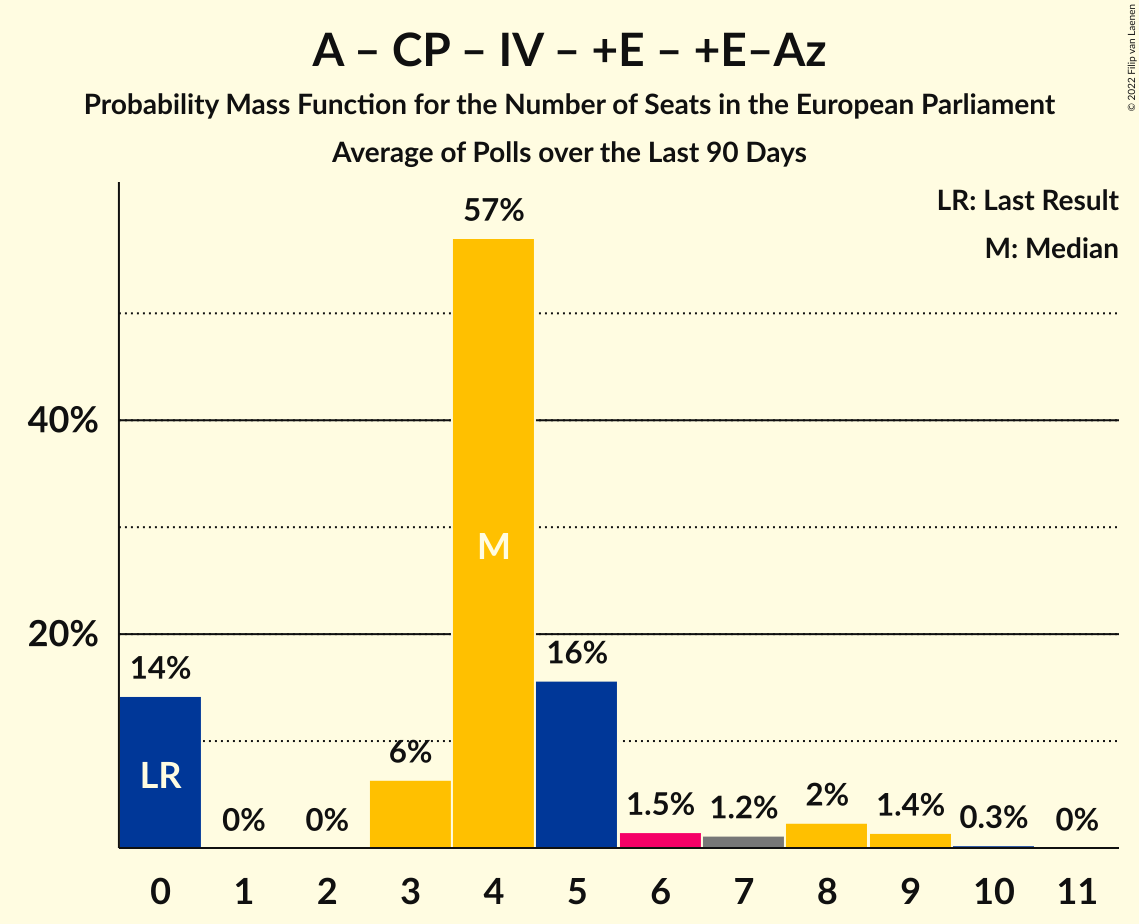 A – CP – IV – +E – +E–Az
Probability Mass Function for the Number of Seats in the European Parliament
Average of Polls over the Last 90 Days
© 2022 Filip van Laenen
LR: Last Result
M: Median
57%
40%
M
20%
16%
14%
6%
LR
0%
0%
1.5%
1.2%
2%
1.4%
0.3%
0%
0 1 2 3 4 5 6 7 8 9 10 11